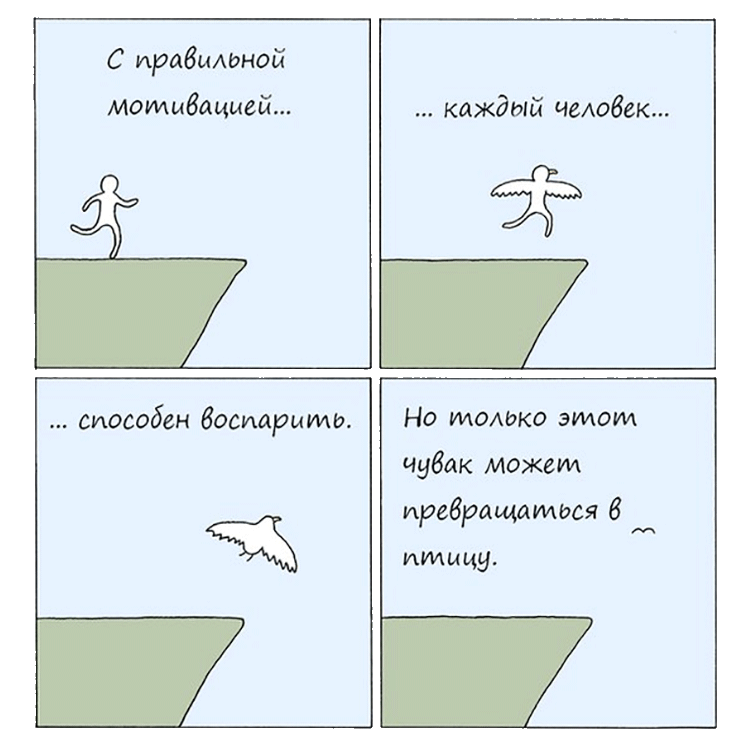 С правильной
мотивацией...
... каждый человек...
... способен воспарить.
Но только этот
чувак может
превращаться в
птицу.